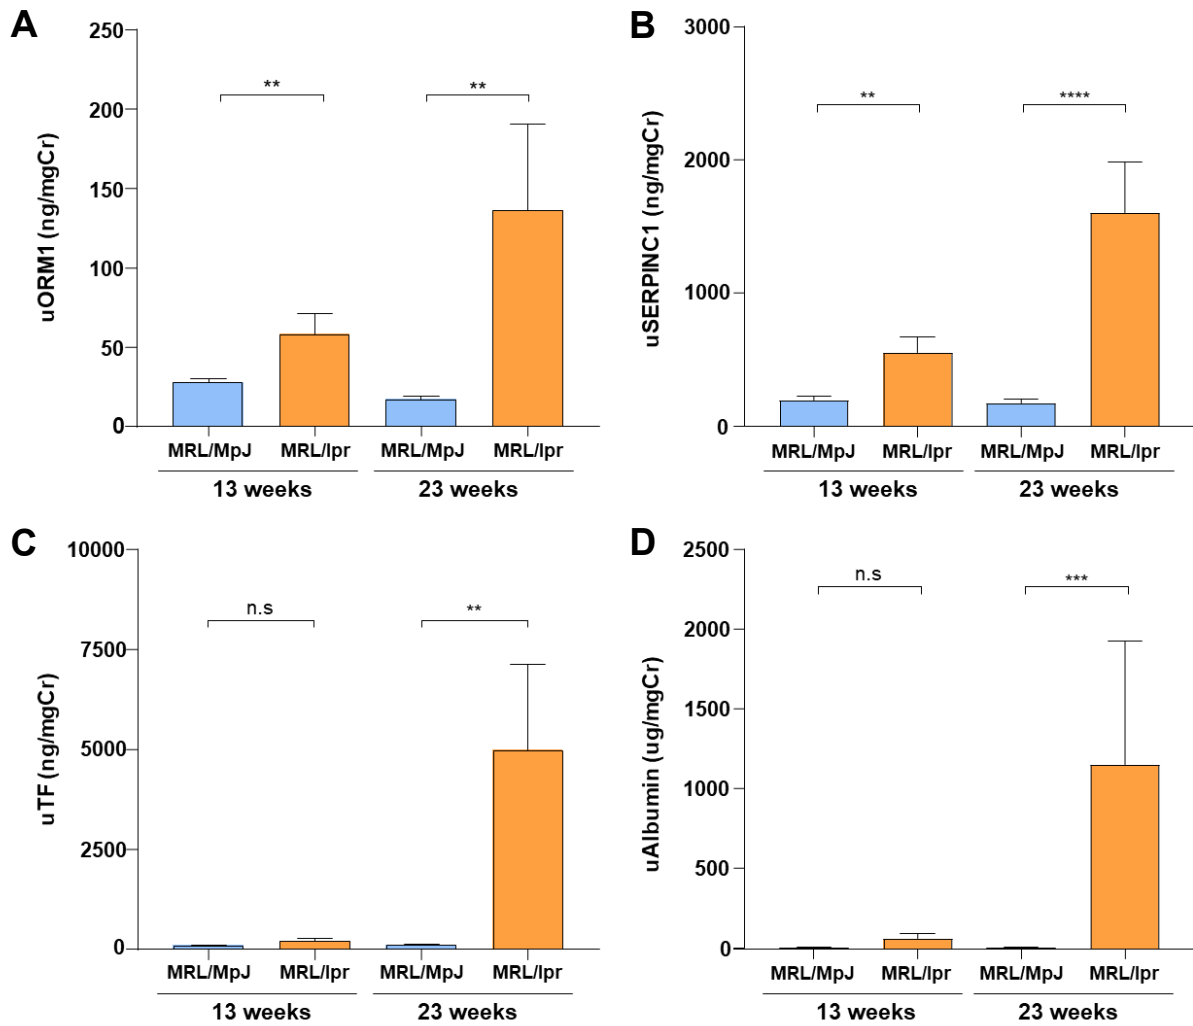 A
250
200
150
100
50
0
uORM1 (ng/mgCr)
**
**
MRL/MpJ MRL/lpr MRL/MpJ MRL/lpr
13 weeks 23 weeks
B
3000
2000
1000
0
uSERPINC1 (ng/mgCr)
**
****
MRL/MpJ MRL/lpr MRL/MpJ MRL/lpr
13 weeks 23 weeks
C
10000
7500
5000
2500
0
uTF (ng/mgCr)
n.s
**
MRL/MpJ MRL/lpr MRL/MpJ MRL/lpr
13 weeks 23 weeks
D
2500
2000
1500
1000
500
0
uAlbumin (ug/mgCr)
n.s
***
MRL/MpJ MRL/lpr MRL/MpJ MRL/lpr
13 weeks 23 weeks